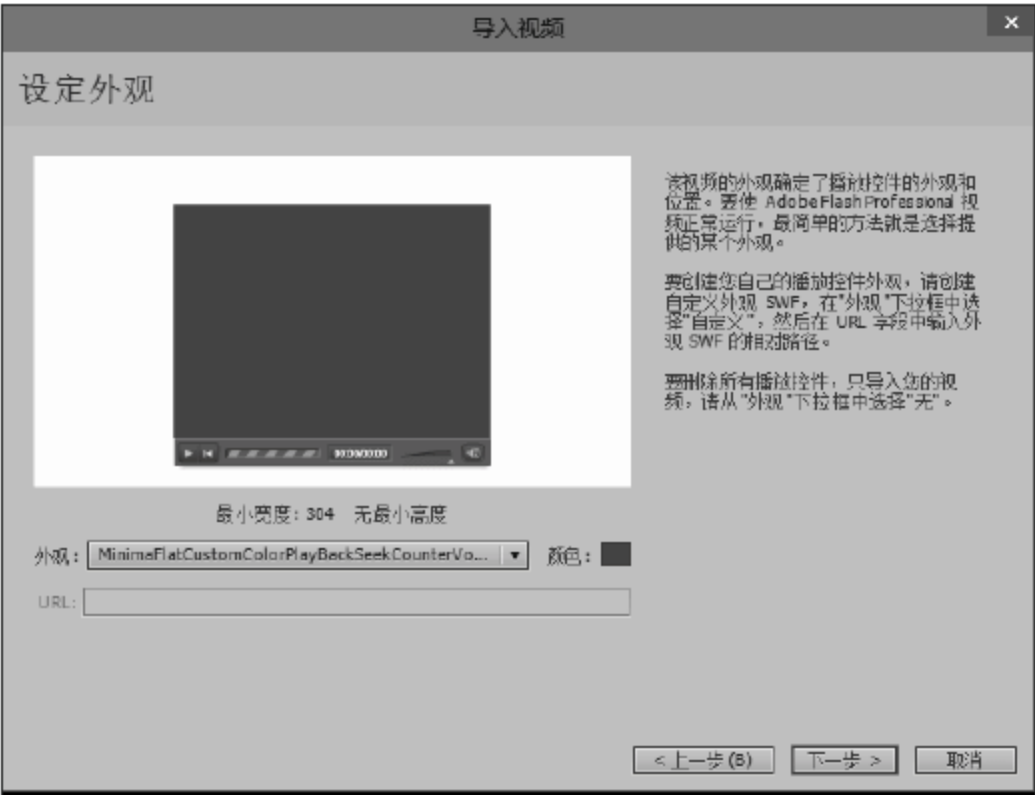 导入视频
设定外观
该视频的外观确定了播放控件的外观和
位置。要使 Adobe Flash Professional 视
频正常运行，最简单的方法就是选择提
供的某个外观。
要创建您自己的播放控件外观，请创建
自定义外观 SWF，在"外观"下拉框中选
择"自定义"，然后在 URL 字段中输入外
观 SWF 的相对路径。
要删除所有播放控件，只导入您的视
频，请从"外观"下拉框中选择"无"。
00:00/00:00
最小宽度: 304 无最小高度
外观: MinimaFlatCustomColorPlayBackSeekCounterVo... 颜色:
URL:
<上一步(B) 下一步 > 取消